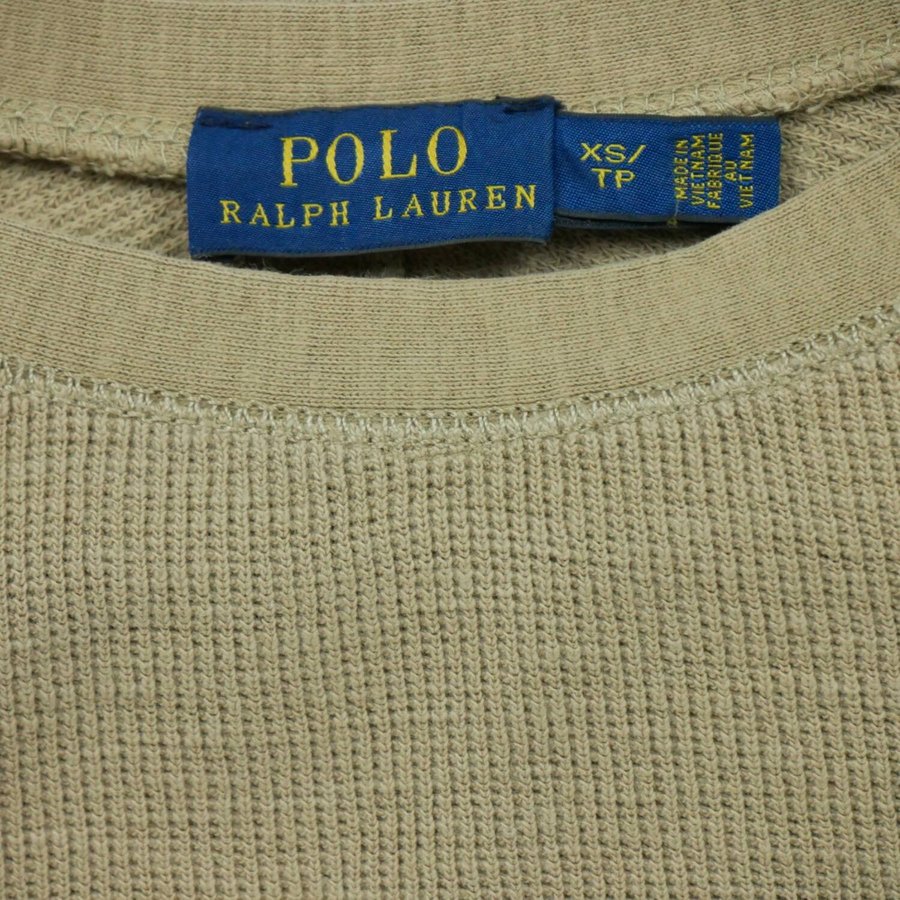 POLO
RALPH LAUREN
XS/
TP
MADE IN
VIETNAM
FABRIQUE
AU
VIETNAM